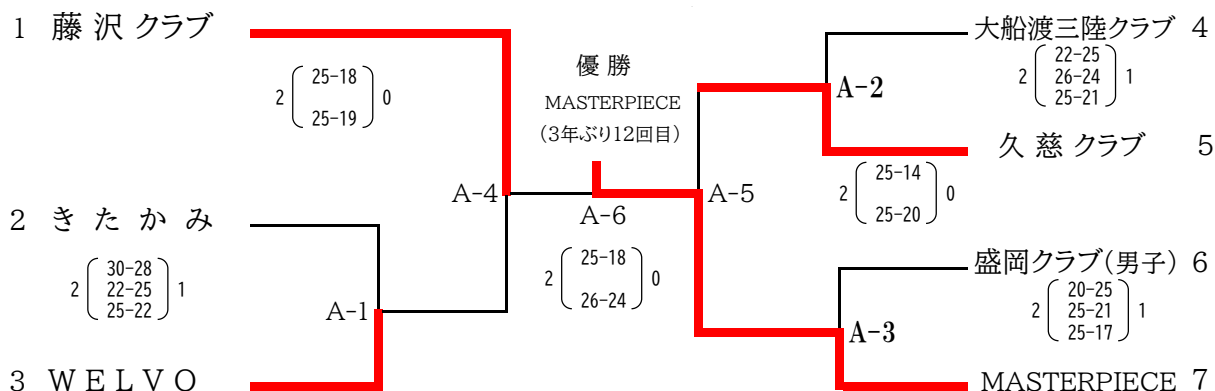 1 藤沢クラブ
2 ( 25-18 25-19 ) 0
2 きたかみ
2 ( 30-28 22-25 25-22 ) 1
3 WELVO
A-1
A-4
優勝
MASTERPIECE
（3年ぶり12回目）
A-6
2 ( 25-18 26-24 ) 0
A-5
大船渡三陸クラブ 4
2 ( 22-25 26-24 25-21 ) 1
A-2
久慈クラブ 5
2 ( 25-14 25-20 ) 0
盛岡クラブ(男子) 6
2 ( 20-25 25-21 25-17 ) 1
A-3
MASTERPIECE 7